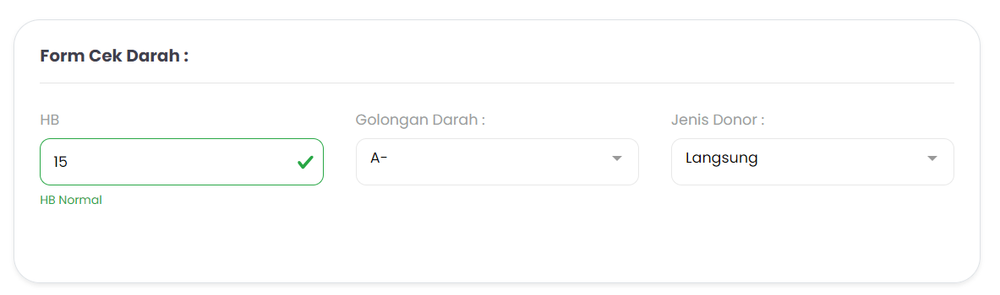 Form Cek Darah :
HB
Golongan Darah :
Jenis Donor :
15
A-
Langsung
HB Normal